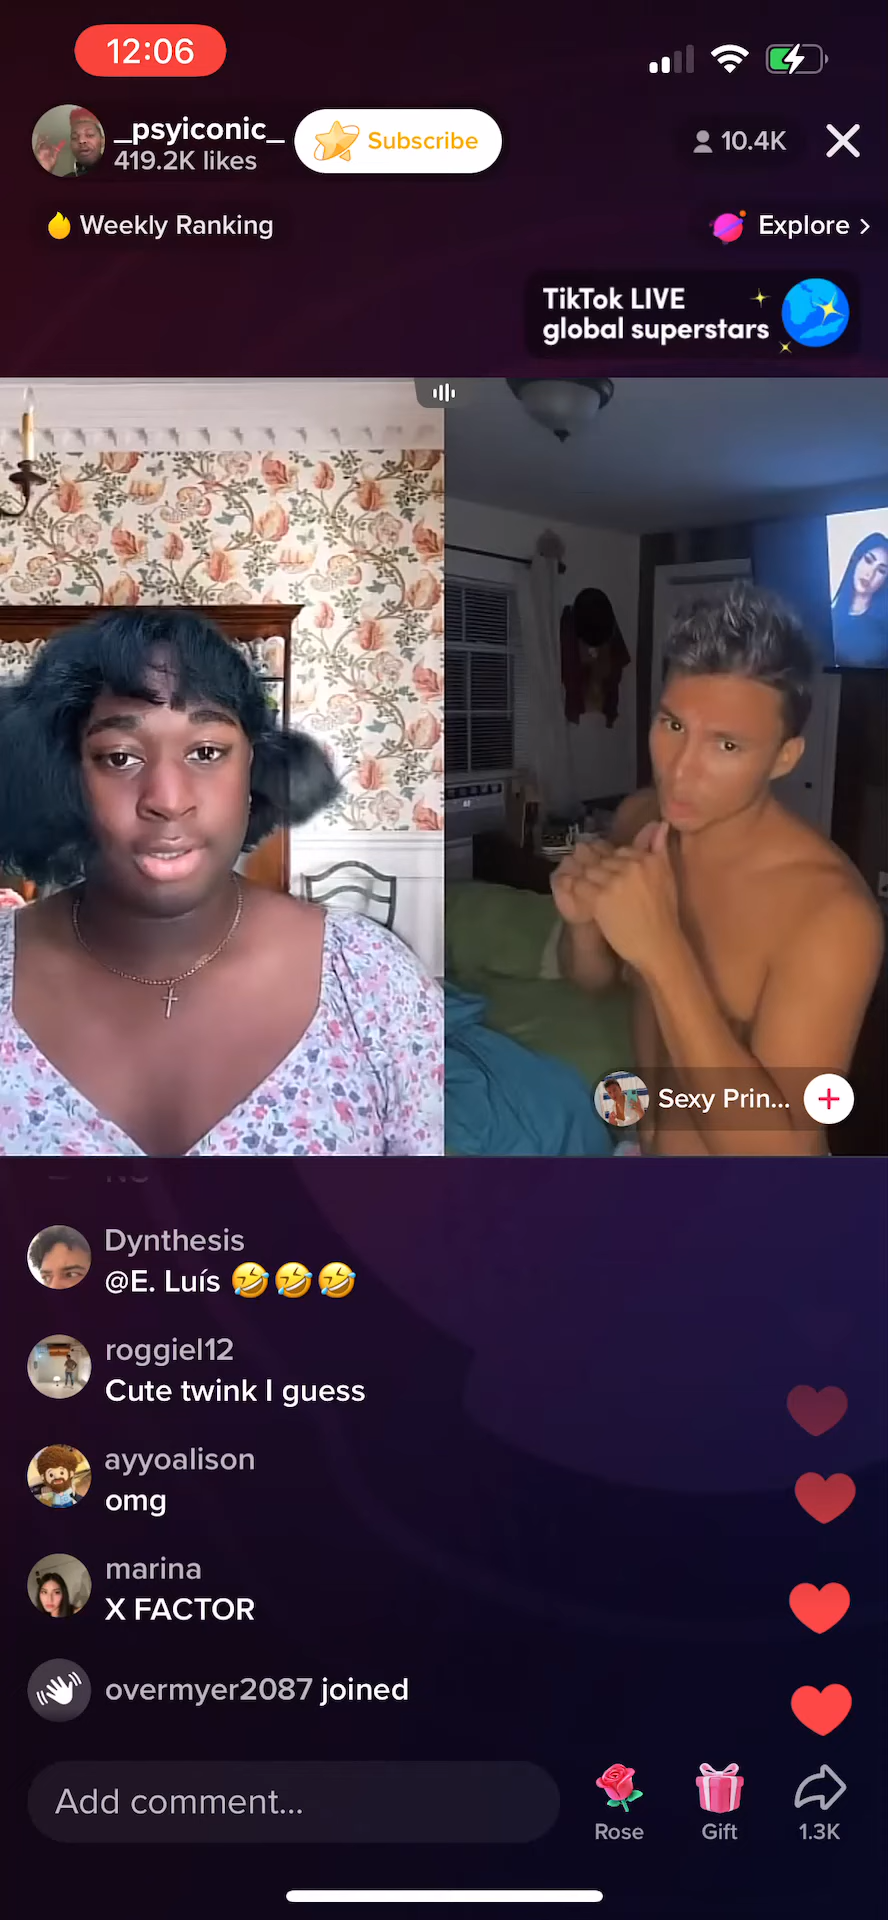 12:06
_psyiconic_
419.2K likes
Subscribe
10.4K
Weekly Ranking
Explore >
TikTok LIVE
global superstars
Sexy Prin...
Dynthesis
@E. Luís 🤣🤣🤣
roggiel12
Cute twink I guess
ayyoalison
omg
marina
X FACTOR
overmyer2087 joined
Add comment...
Rose
Gift
1.3K